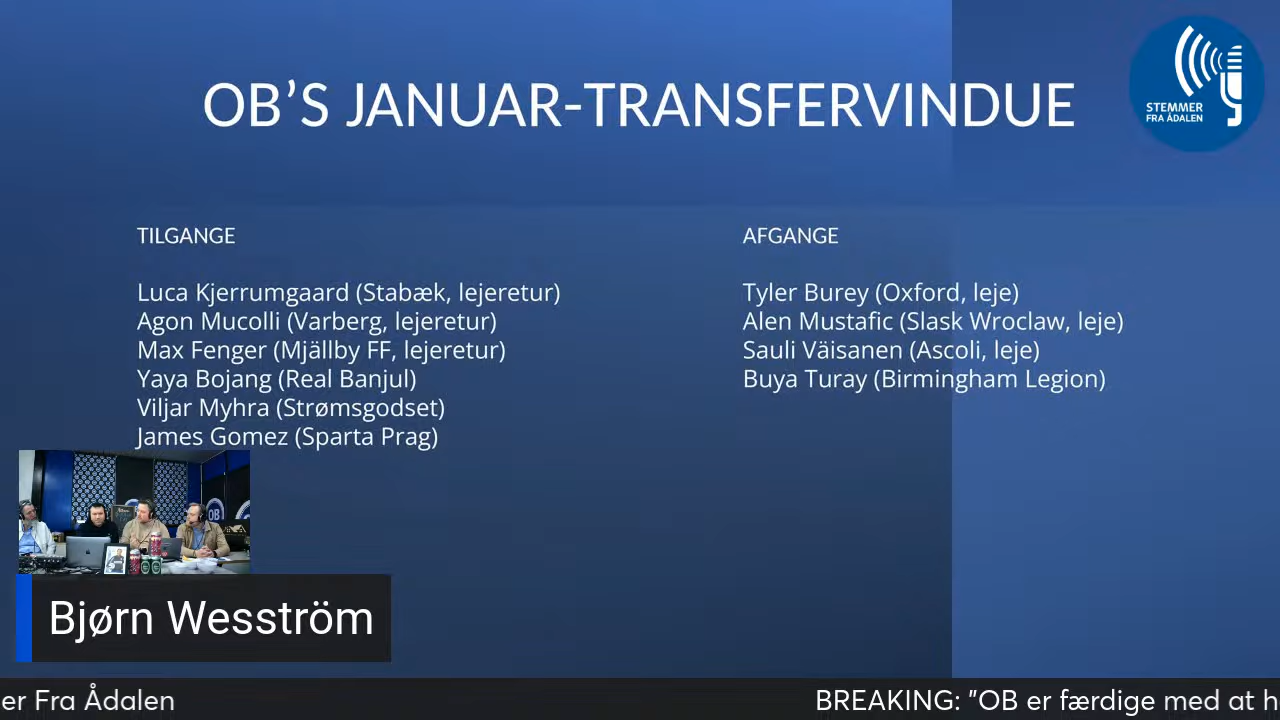 OB’S JANUAR-TRANSFERVINDUE
STEMMER
FRA ÅDALEN
TILGANGE
Luca Kjerrumgaard (Stabæk, lejeretur)
Agon Mucolli (Varberg, lejeretur)
Max Fenger (Mjällby FF, lejeretur)
Yaya Bojang (Real Banjul)
Viljar Myhra (Strømsgodset)
James Gomez (Sparta Prag)
AFGANGE
Tyler Burey (Oxford, leje)
Alen Mustafic (Slask Wroclaw, leje)
Sauli Väisanen (Ascoli, leje)
Buya Turay (Birmingham Legion)
OB
Bjørn Wesström
er Fra Ådalen
BREAKING: "OB er færdige med at h